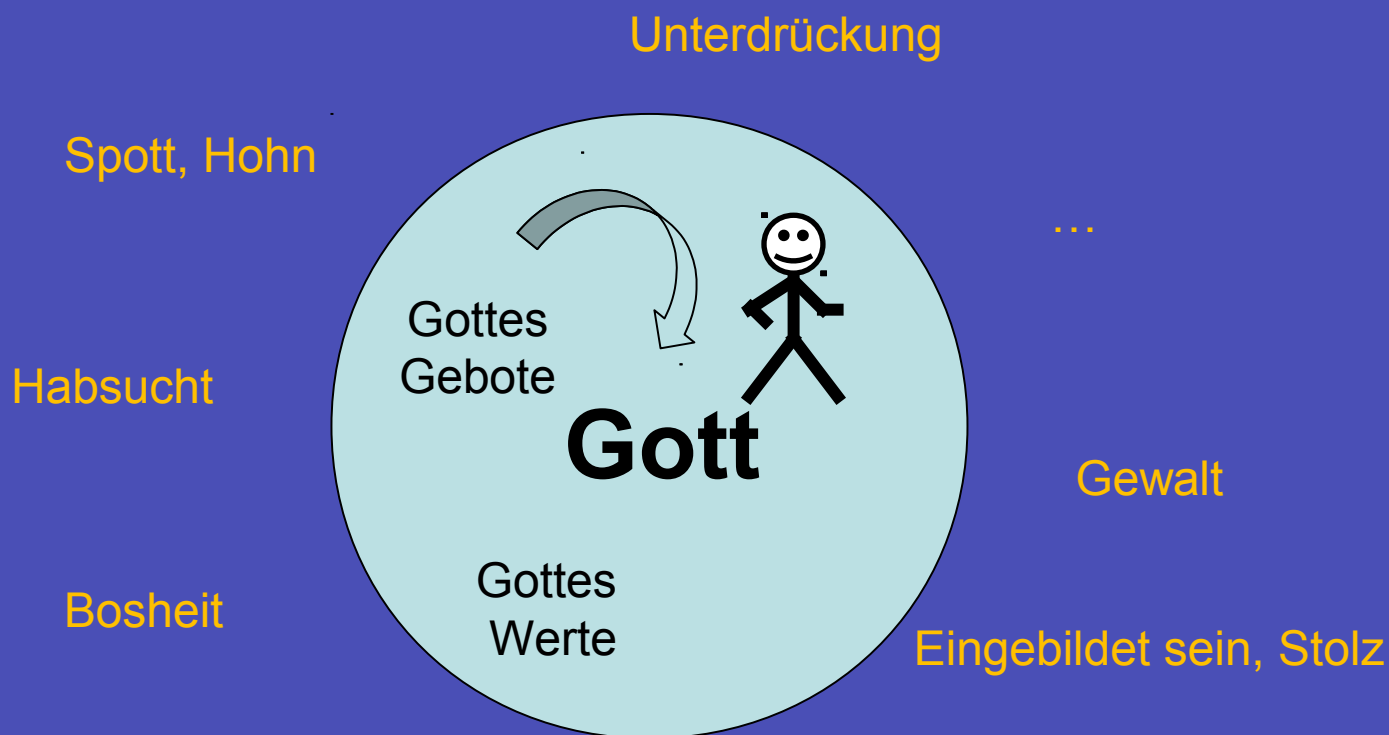 Unterdrückung
Spott, Hohn
…
Gottes
Gebote
Habsucht
Gott
Gewalt
Gottes
Werte
Bosheit
Eingebildet sein, Stolz